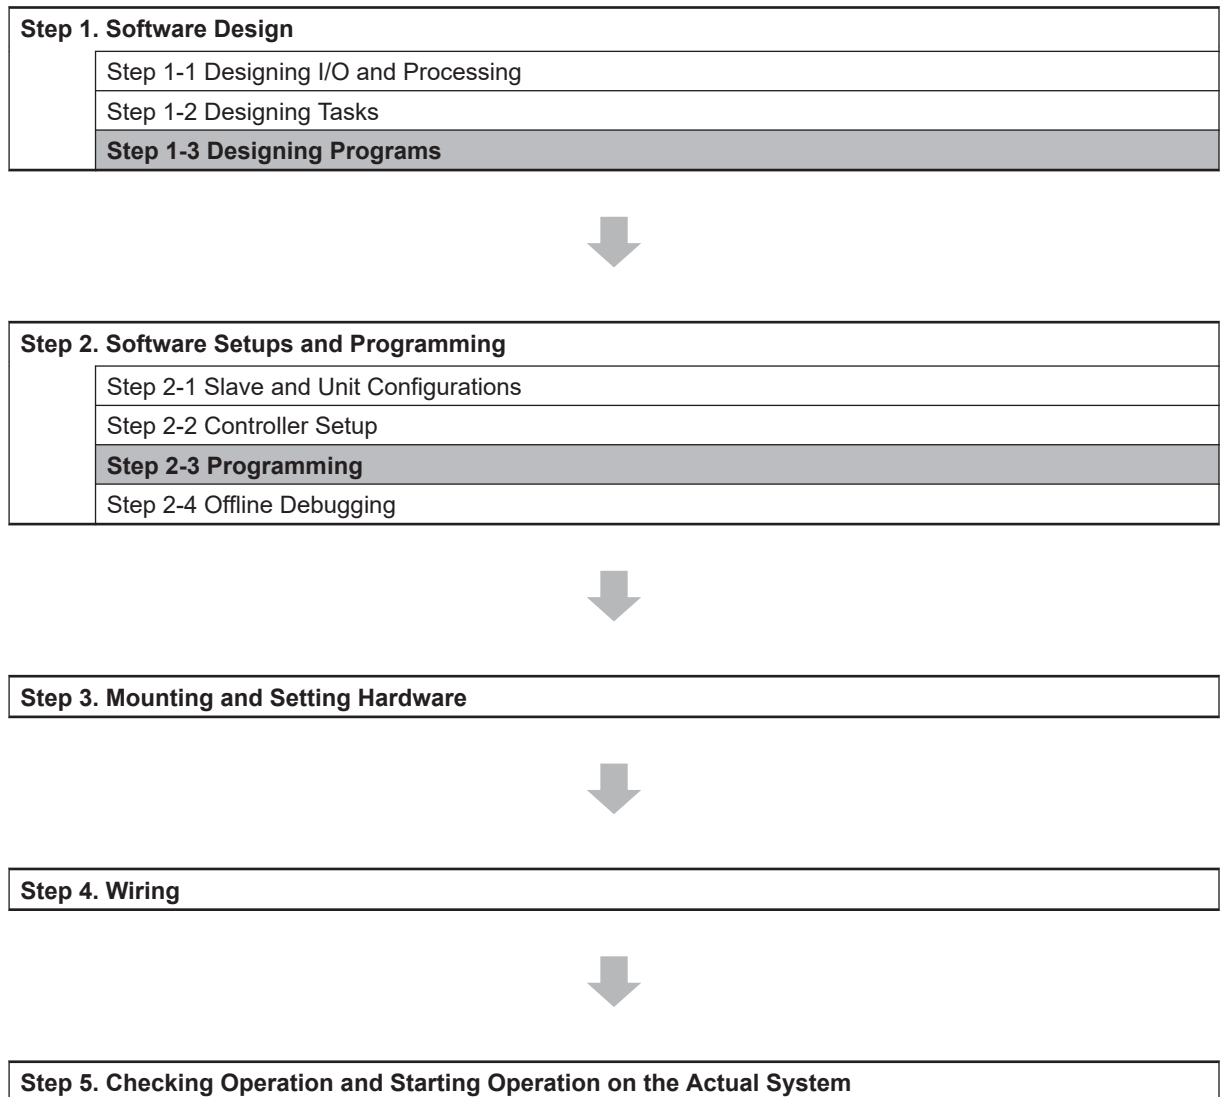 Step 1. Software Design
Step 1-1 Designing I/O and Processing
Step 1-2 Designing Tasks
Step 1-3 Designing Programs
Step 2. Software Setups and Programming
Step 2-1 Slave and Unit Configurations
Step 2-2 Controller Setup
Step 2-3 Programming
Step 2-4 Offline Debugging
Step 3. Mounting and Setting Hardware
Step 4. Wiring
Step 5. Checking Operation and Starting Operation on the Actual System